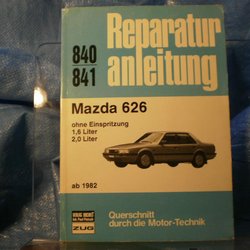 840
841
Reparatur
anleitung
Mazda 626
ohne Einspritzung
1,6 Liter
2,0 Liter
ab 1982
Querschnitt
durch die Motor-Technik
ZUG